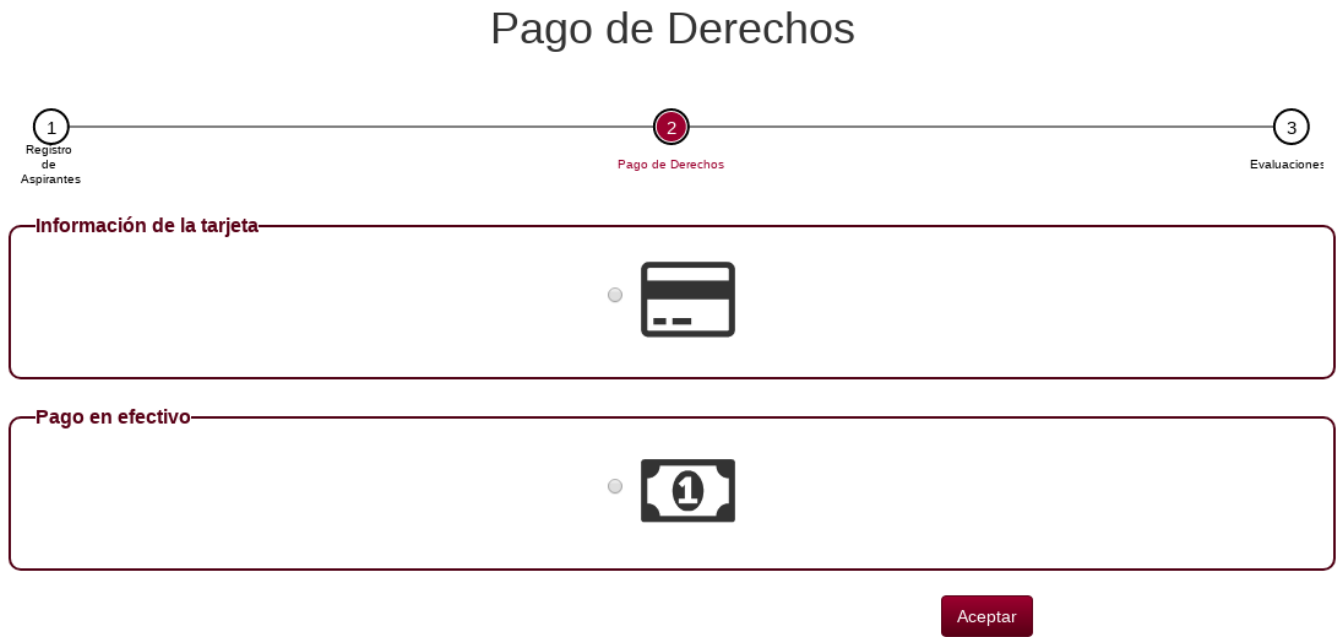 Pago de Derechos
1
2
3
Registro
de
Aspirantes
Pago de Derechos
Evaluaciones
Información de la tarjeta
Pago en efectivo
1
Aceptar